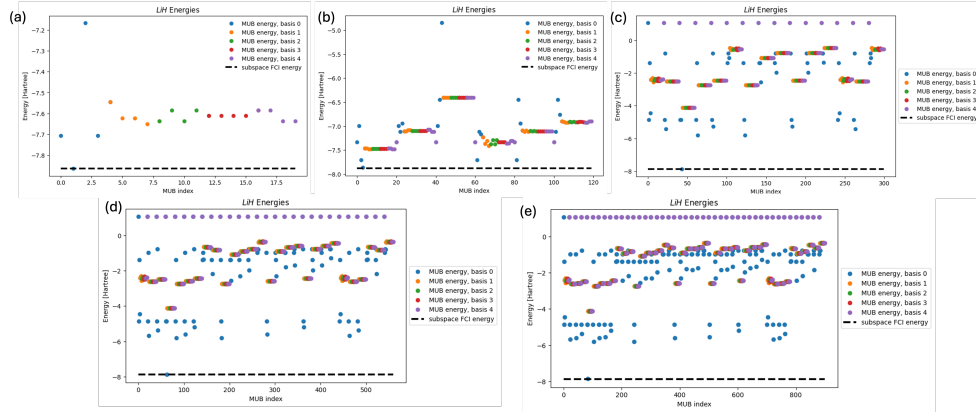 (a)
LiH Energies
Energy [Hartree]
−7.2
−7.3
−7.4
−7.5
−7.6
−7.7
−7.8
0.0 2.5 5.0 7.5 10.0 12.5 15.0 17.5
MUB index
MUB energy, basis 0
MUB energy, basis 1
MUB energy, basis 2
MUB energy, basis 3
MUB energy, basis 4
subspace FCI energy
(b)
LiH Energies
Energy [Hartree]
−5.0
−5.5
−6.0
−6.5
−7.0
−7.5
−8.0
0 20 40 60 80 100 120
MUB index
MUB energy, basis 0
MUB energy, basis 1
MUB energy, basis 2
MUB energy, basis 3
MUB energy, basis 4
subspace FCI energy
(c)
LiH Energies
Energy [Hartree]
0
−2
−4
−6
−8
0 50 100 150 200 250 300
MUB index
MUB energy, basis 0
MUB energy, basis 1
MUB energy, basis 2
MUB energy, basis 3
MUB energy, basis 4
subspace FCI energy
(d)
LiH Energies
Energy [Hartree]
0
−2
−4
−6
−8
0 100 200 300 400 500
MUB index
MUB energy, basis 0
MUB energy, basis 1
MUB energy, basis 2
MUB energy, basis 3
MUB energy, basis 4
subspace FCI energy
(e)
LiH Energies
Energy [Hartree]
0
−2
−4
−6
−8
0 200 400 600 800
MUB index
MUB energy, basis 0
MUB energy, basis 1
MUB energy, basis 2
MUB energy, basis 3
MUB energy, basis 4
subspace FCI energy